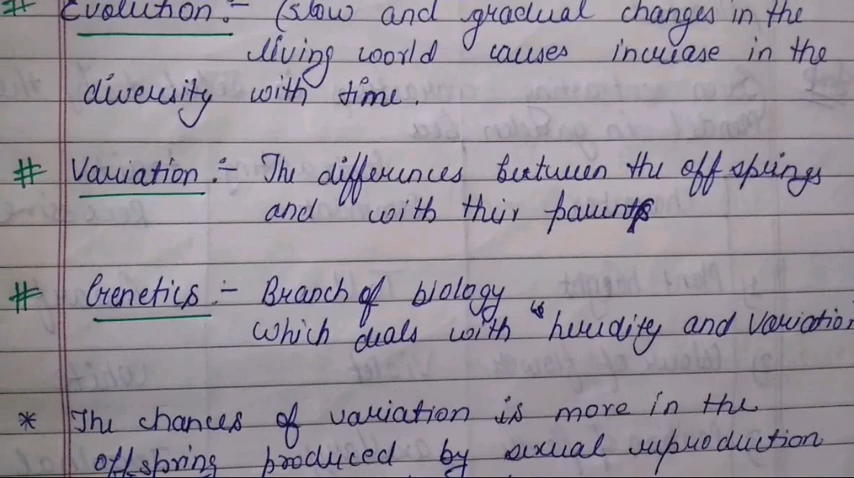 # Evolution :- (slow and gradual changes in the
living world causes increase in the
diversity with time.
# Variation :- The differences between the off springs
and with their parents
# Genetics :- Branch of biology
which deals with "heridity and variation
* The chances of variation is more in the
offspring produced by sexual reproduction